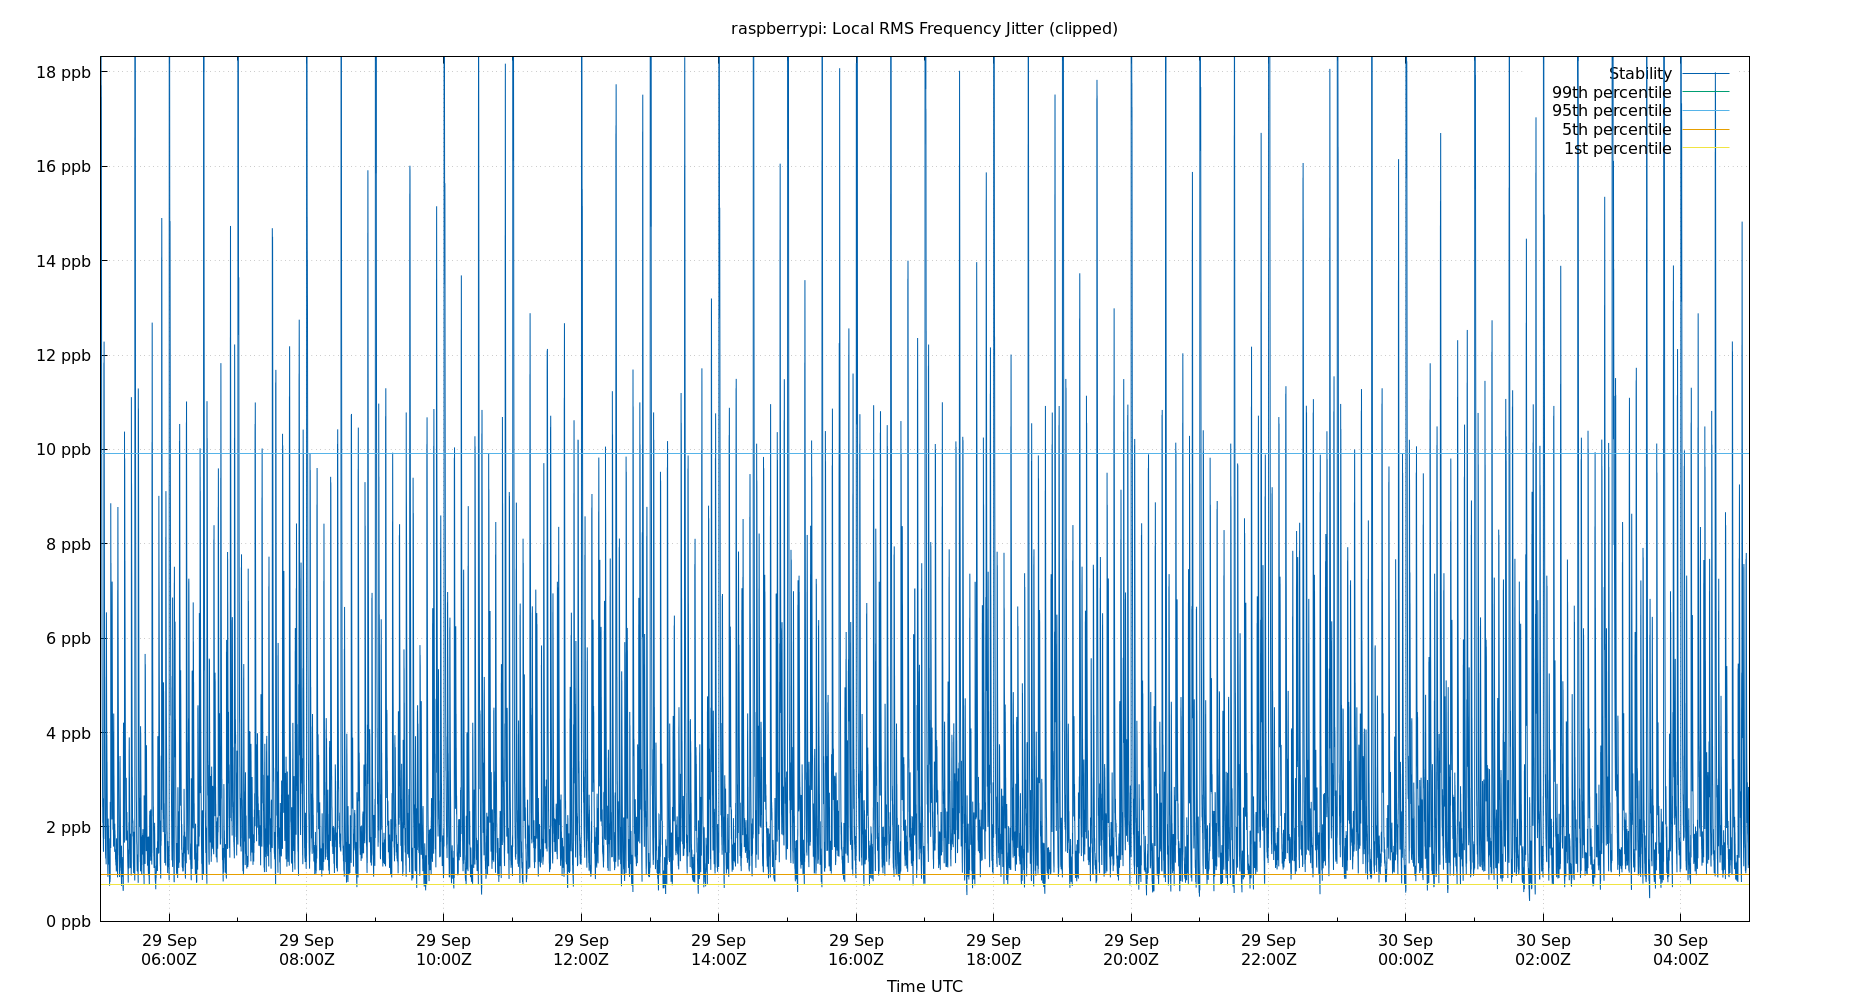 raspberrypi: Local RMS Frequency Jitter (clipped)
18 ppb
16 ppb
14 ppb
12 ppb
10 ppb
8 ppb
6 ppb
4 ppb
2 ppb
0 ppb
Stability
99th percentile
95th percentile
5th percentile
1st percentile
29 Sep 29 Sep 29 Sep 29 Sep 29 Sep 29 Sep 29 Sep 29 Sep 29 Sep 30 Sep 30 Sep 30 Sep
06:00Z 08:00Z 10:00Z 12:00Z 14:00Z 16:00Z 18:00Z 20:00Z 22:00Z 00:00Z 02:00Z 04:00Z
Time UTC